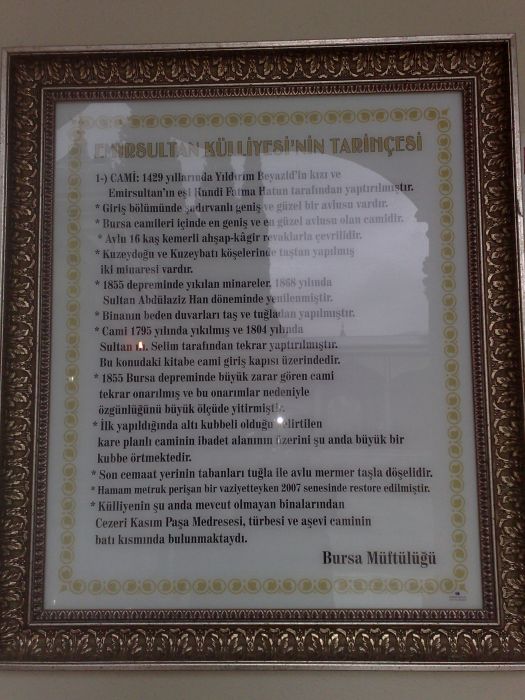 EMİRSULTAN KÜLLİYESİ'NİN TARİNÇESİ
1-) CAMİ: 1429 yıllarında Yıldırım Beyazid'in kızı ve
Emirsultan'ın eşi Hundi Fatma Hatun tarafından yaptırılmıştır.
* Giriş bölümünde şadırvanlı geniş ve güzel bir avlusu vardır.
* Bursa camileri içinde en geniş ve en güzel avlusu olan camidir.
* Avlu 16 kaş kemerli ahşap-kâgir revaklarla çevrilidir.
* Kuzeydoğu ve Kuzeybatı köşelerinde taştan yapılmış
iki minaresi vardır.
* 1855 depreminde yıkılan minareler, 1868 yılında
Sultan Abdülaziz Han döneminde yenilenmiştir.
* Binanın beden duvarları taş ve tuğladan yapılmıştır.
* Cami 1795 yılında yıkılmış ve 1804 yılında
Sultan III. Selim tarafından tekrar yaptırılmıştır.
Bu konudaki kitabe cami giriş kapısı üzerindedir.
* 1855 Bursa depreminde büyük zarar gören cami
tekrar onarılmış ve bu onarımlar nedeniyle
özgünlüğünü büyük ölçüde yitirmiştir.
* İlk yapıldığında altı kubbeli olduğu belirtilen
kare planlı caminin ibadet alanının üzerini şu anda büyük bir
kubbe örtmektedir.
* Son cemaat yerinin tabanları tuğla ile avlu mermer taşla döşelidir.
* Hamam metruk perişan bir vaziyetteyken 2007 senesinde restore edilmiştir.
* Külliyenin şu anda mevcut olmayan binalarından
Cezeri Kasım Paşa Medresesi, türbesi ve aşevi caminin
batı kısmında bulunmaktaydı.
Bursa Müftülüğü